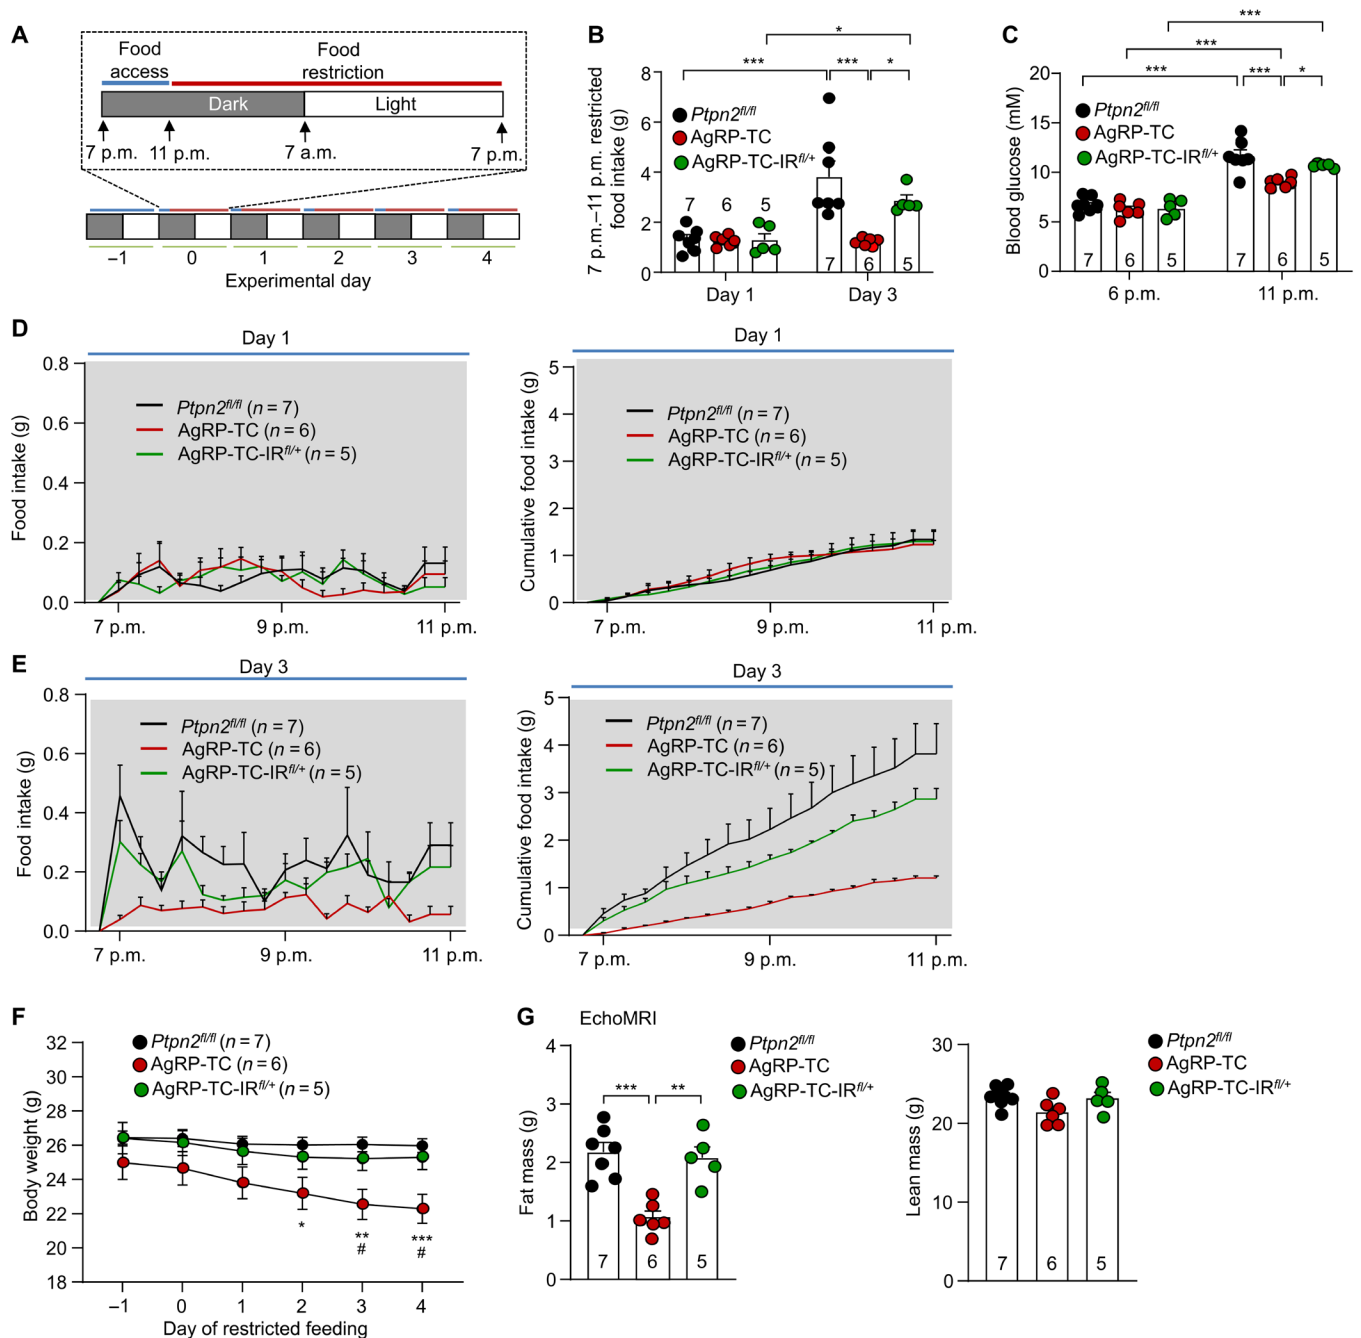 A
Food access
Food restriction
Dark
Light
7 p.m.
11 p.m.
7 a.m.
7 p.m.
–1
0
1
2
3
4
Experimental day
B
7 p.m.–11 p.m. restricted
food intake (g)
8
6
4
2
0
*
***
***
*
Ptpn2fl/fl
AgRP-TC
AgRP-TC-IRfl/+
7
6
5
7
6
5
Day 1
Day 3
C
Blood glucose (mM)
20
15
10
5
0
***
***
***
***
*
Ptpn2fl/fl
AgRP-TC
AgRP-TC-IRfl/+
7
6
5
7
6
5
6 p.m.
11 p.m.
D
Day 1
Food intake (g)
0.8
0.6
0.4
0.2
0.0
Ptpn2fl/fl (n = 7)
AgRP-TC (n = 6)
AgRP-TC-IRfl/+ (n = 5)
7 p.m.
9 p.m.
11 p.m.
Day 1
Cumulative food intake (g)
5
4
3
2
1
0
Ptpn2fl/fl (n = 7)
AgRP-TC (n = 6)
AgRP-TC-IRfl/+ (n = 5)
7 p.m.
9 p.m.
11 p.m.
E
Day 3
Food intake (g)
0.8
0.6
0.4
0.2
0.0
Ptpn2fl/fl (n = 7)
AgRP-TC (n = 6)
AgRP-TC-IRfl/+ (n = 5)
7 p.m.
9 p.m.
11 p.m.
Day 3
Cumulative food intake (g)
5
4
3
2
1
0
Ptpn2fl/fl (n = 7)
AgRP-TC (n = 6)
AgRP-TC-IRfl/+ (n = 5)
7 p.m.
9 p.m.
11 p.m.
F
Body weight (g)
32
30
28
26
24
22
20
18
Ptpn2fl/fl (n = 7)
AgRP-TC (n = 6)
AgRP-TC-IRfl/+ (n = 5)
*
**
#
***
#
–1
0
1
2
3
4
Day of restricted feeding
G
EchoMRI
Fat mass (g)
4
3
2
1
0
***
**
Ptpn2fl/fl
AgRP-TC
AgRP-TC-IRfl/+
7
6
5
Lean mass (g)
30
20
10
0
Ptpn2fl/fl
AgRP-TC
AgRP-TC-IRfl/+
7
6
5